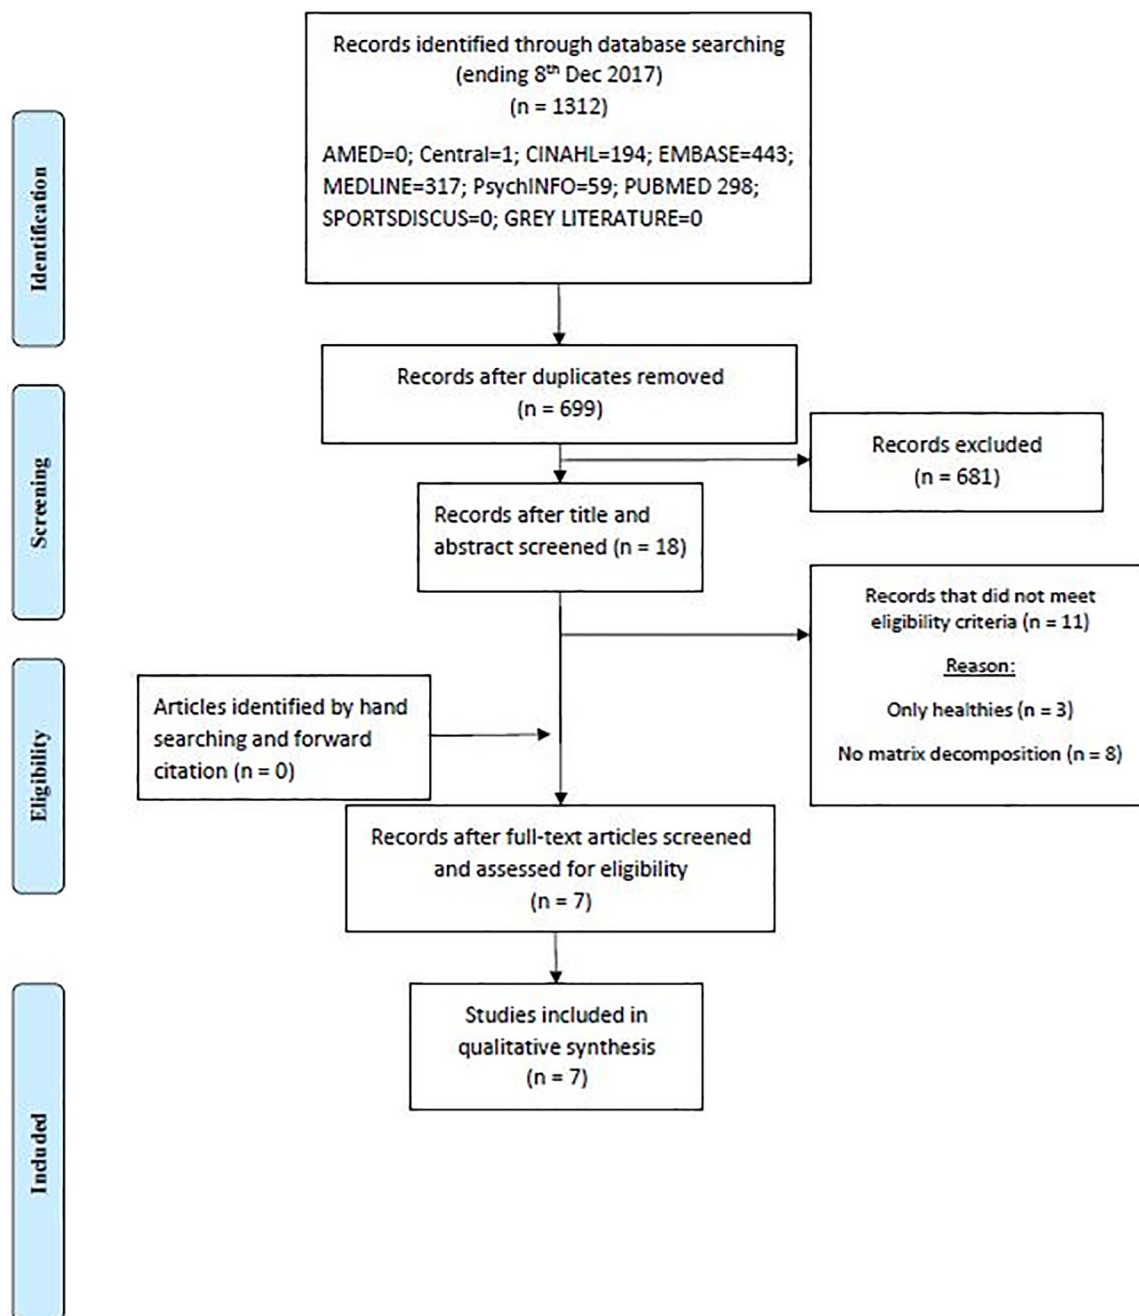 Records identified through database searching
(ending 8th Dec 2017)
(n = 1312)
AMED=0; Central=1; CINAHL=194; EMBASE=443;
MEDLINE=317; PsychINFO=59; PUBMED 298;
SPORTSDISCUS=0; GREY LITERATURE=0
Identification
Records after duplicates removed
(n = 699)
Records excluded
(n = 681)
Screening
Records after title and
abstract screened (n = 18)
Records that did not meet
eligibility criteria (n = 11)
Reason:
Only healthies (n = 3)
No matrix decomposition (n = 8)
Articles identified by hand
searching and forward
citation (n = 0)
Eligibility
Records after full-text articles screened
and assessed for eligibility
(n = 7)
Studies included in
qualitative synthesis
(n = 7)
Included